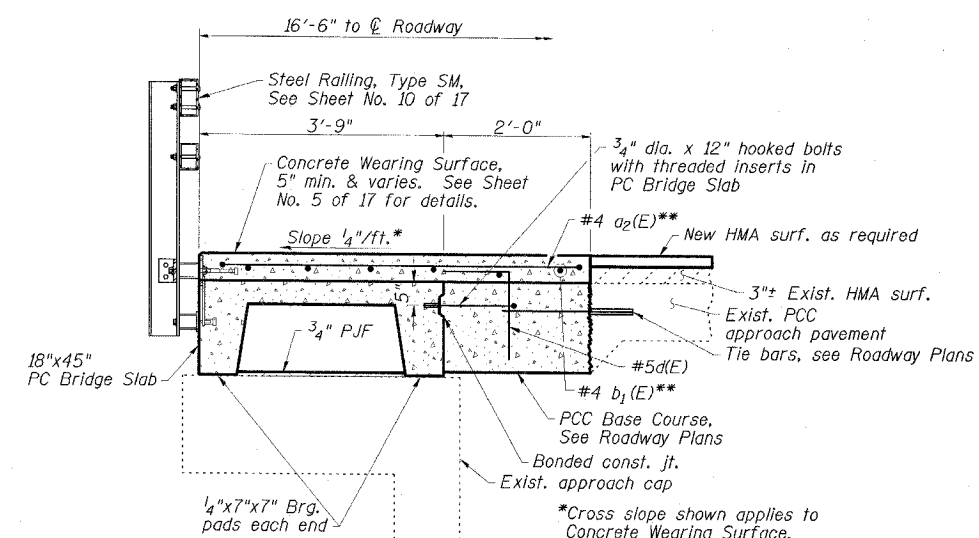 16'-6" to ℄ Roadway
Steel Railing, Type SM,
See Sheet No. 10 of 17
3'-9"
2'-0"
3/4" dia. x 12" hooked bolts
with threaded inserts in
PC Bridge Slab
Concrete Wearing Surface,
5" min. & varies. See Sheet
No. 5 of 17 for details.
#4 a2(E)**
New HMA surf. as required
Slope 1/4"/ft.*
5"
3"± Exist. HMA surf.
Exist. PCC
approach pavement
3/4" PJF
Tie bars, see Roadway Plans
18"x45"
PC Bridge Slab
#5d(E)
#4 b1(E)**
PCC Base Course,
See Roadway Plans
Bonded const. jt.
Exist. approach cap
1/4"x7"x7" Brg.
pads each end
*Cross slope shown applies to
Concrete Wearing Surface.